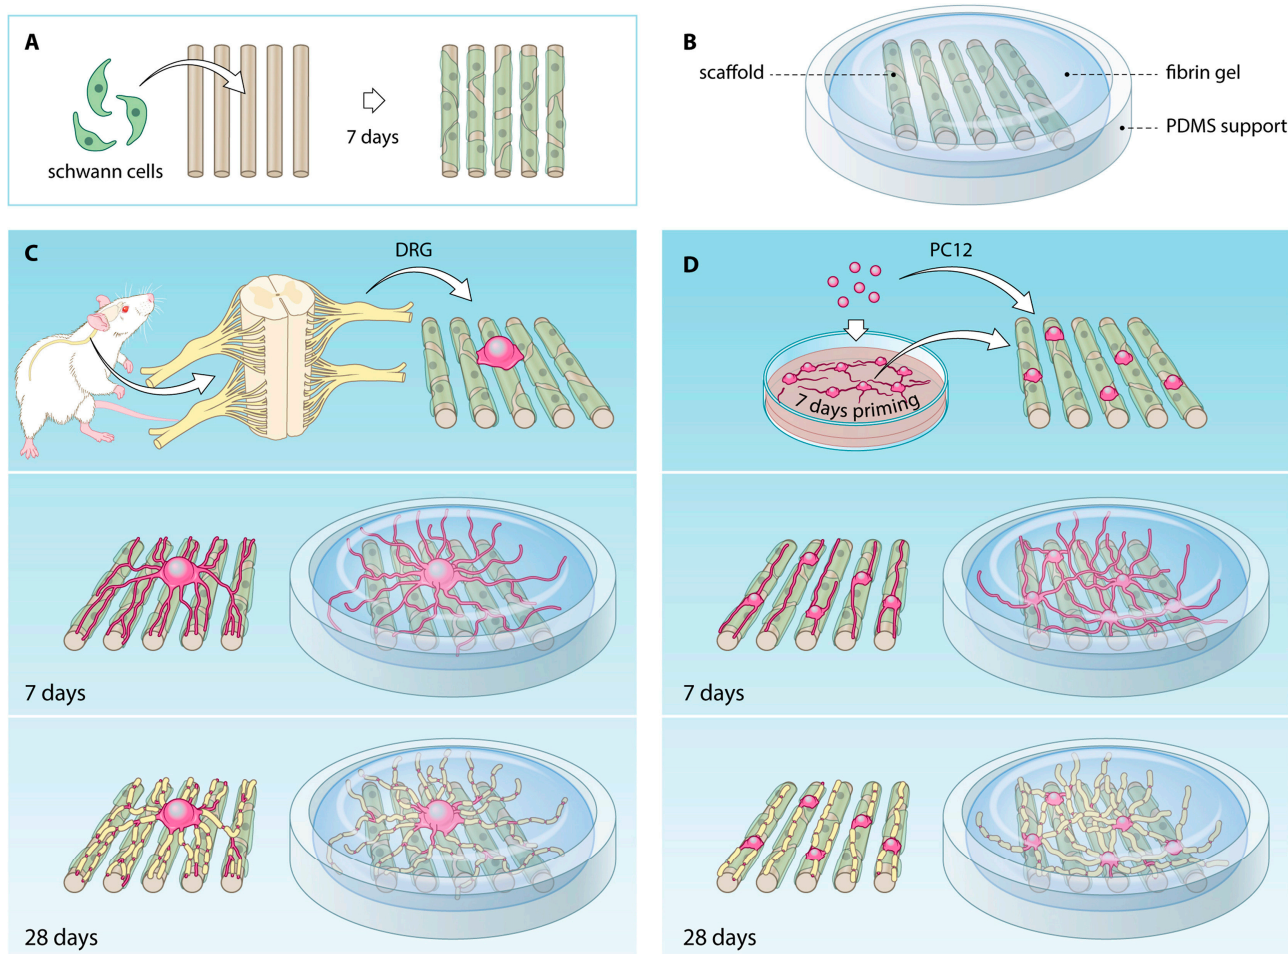 A
schwann cells
7 days
B
scaffold
fibrin gel
PDMS support
C
DRG
7 days
28 days
D
PC12
7 days priming
7 days
28 days